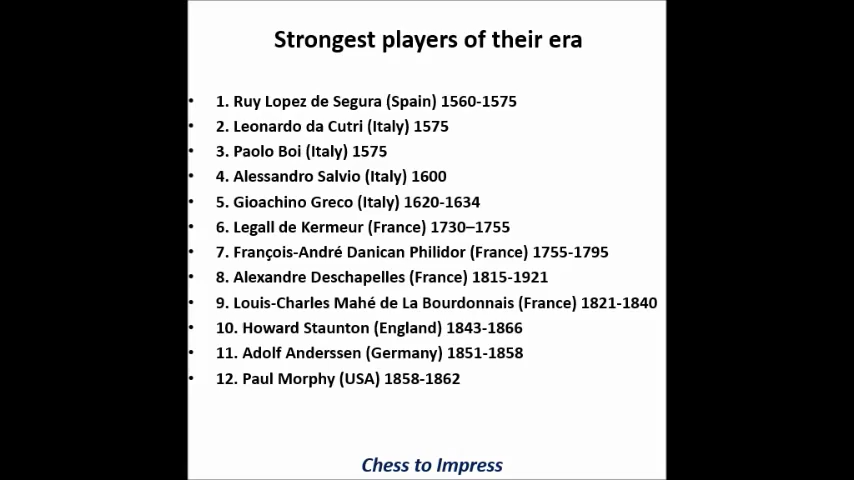 Strongest players of their era
• 1. Ruy Lopez de Segura (Spain) 1560-1575
• 2. Leonardo da Cutri (Italy) 1575
• 3. Paolo Boi (Italy) 1575
• 4. Alessandro Salvio (Italy) 1600
• 5. Gioachino Greco (Italy) 1620-1634
• 6. Legall de Kermeur (France) 1730–1755
• 7. François-André Danican Philidor (France) 1755-1795
• 8. Alexandre Deschapelles (France) 1815-1921
• 9. Louis-Charles Mahé de La Bourdonnais (France) 1821-1840
• 10. Howard Staunton (England) 1843-1866
• 11. Adolf Anderssen (Germany) 1851-1858
• 12. Paul Morphy (USA) 1858-1862
Chess to Impress